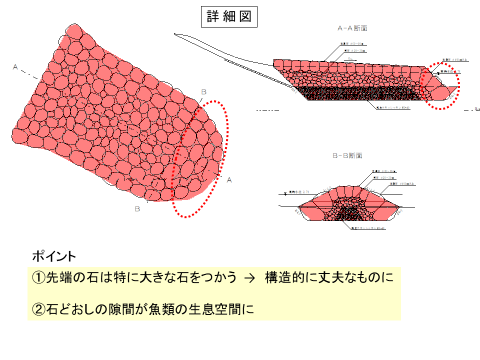 詳細図
A-A断面
A
B
A
B
B-B断面
ポイント
①先端の石は特に大きな石をつかう → 構造的に丈夫なものに
②石どおしの隙間が魚類の生息空間に